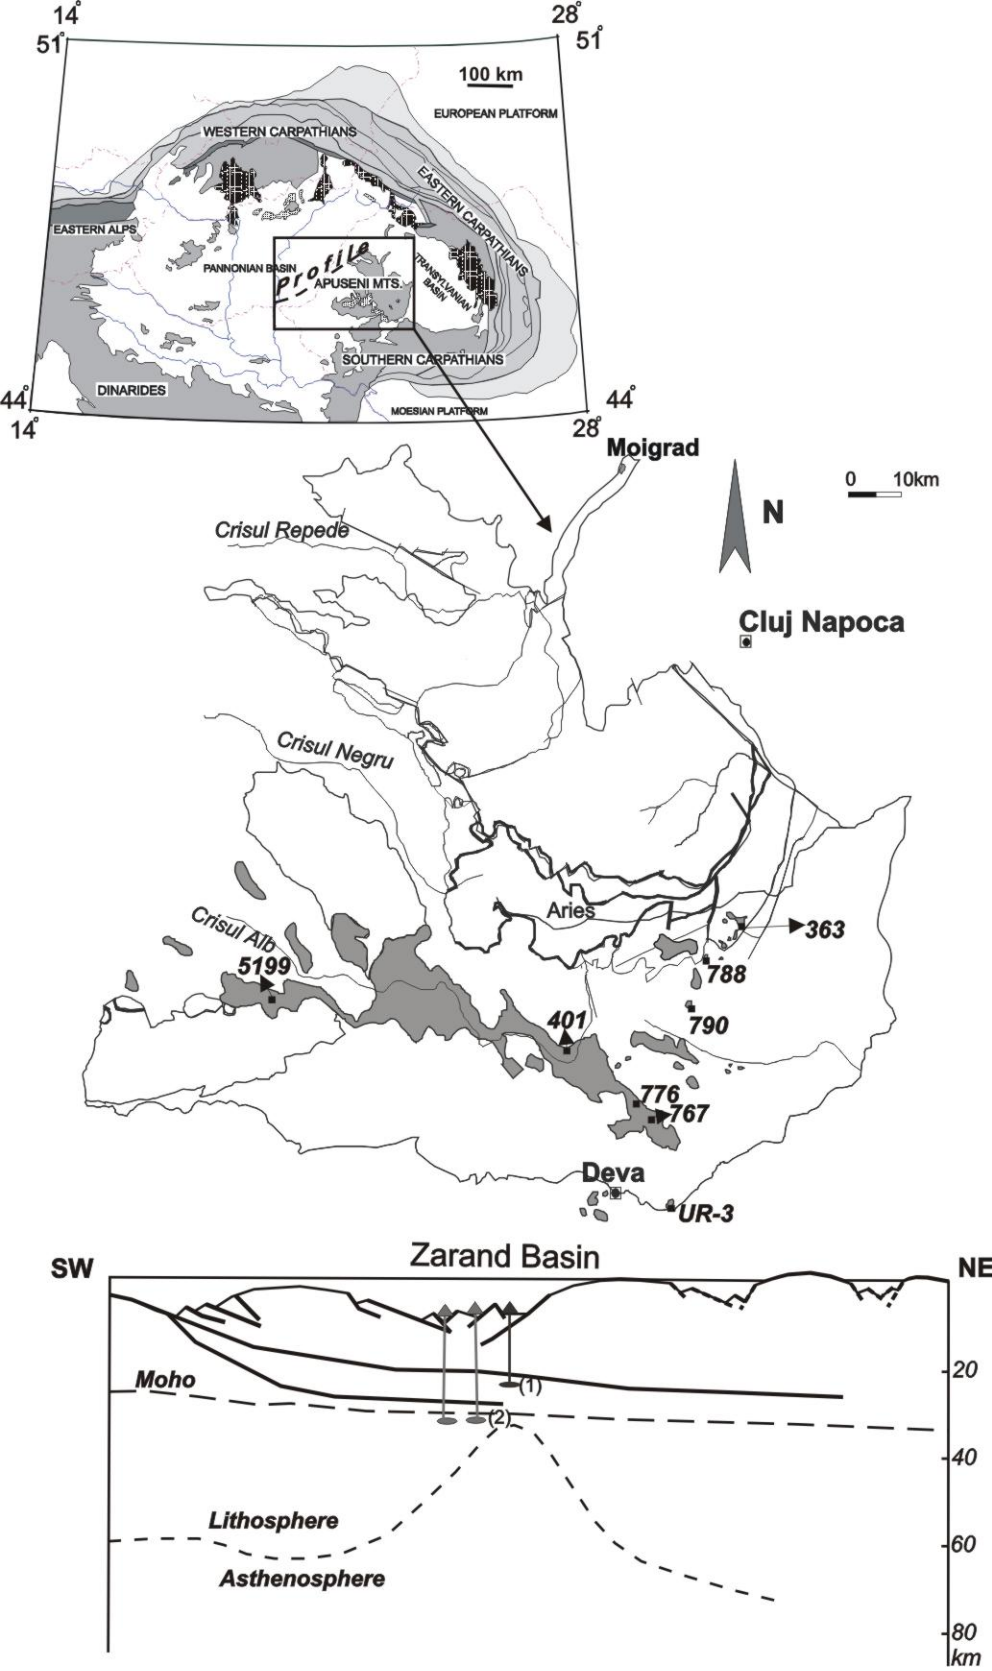 14°
28°
51°
51°
100 km
EUROPEAN PLATFORM
WESTERN CARPATHIANS
EASTERN CARPATHIANS
EASTERN ALPS
PANNONIAN BASIN
Profile
APUSENI MTS.
TRANSYLVANIAN
BASIN
SOUTHERN CARPATHIANS
DINARIDES
MOESIAN PLATFORM
44°
44°
14°
28°
Moigrad
0 10km
N
Crisul Repede
Cluj Napoca
Crisul Negru
Aries
Crisul Alb
363
5199
788
401
790
776
767
Deva
UR-3
Zarand Basin
SW
NE
20
Moho
(1)
(2)
40
Lithosphere
60
Asthenosphere
80
km